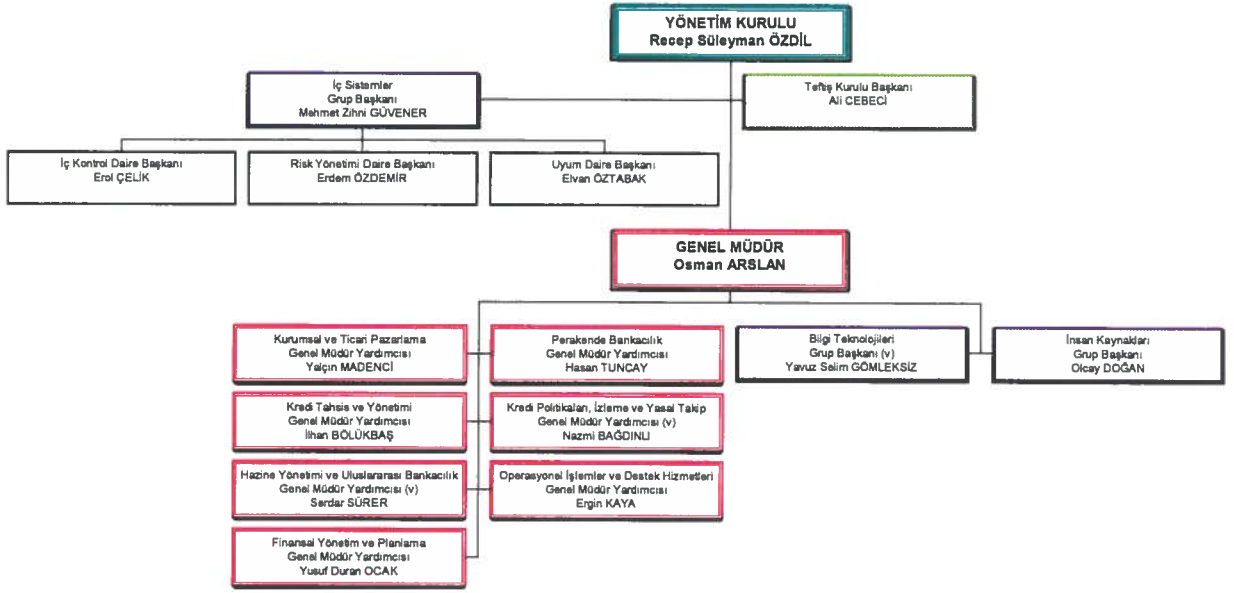 YÖNETİM KURULU
Recep Süleyman ÖZDİL
İç Sistemler
Grup Başkanı
Mehmet Zihni GÜVENER
Teftiş Kurulu Başkanı
Ali CEBECİ
İç Kontrol Daire Başkanı
Erol ÇELİK
Risk Yönetimi Daire Başkanı
Erdem ÖZDEMİR
Uyum Daire Başkanı
Elvan ÖZTABAK
GENEL MÜDÜR
Osman ARSLAN
Kurumsal ve Ticari Pazarlama
Genel Müdür Yardımcısı
Yalçın MADENCİ
Perakende Bankacılık
Genel Müdür Yardımcısı
Hasan TUNCAY
Bilgi Teknolojileri
Grup Başkanı (v)
Yavuz Selim GÖMLEKSİZ
İnsan Kaynakları
Grup Başkanı
Olcay DOĞAN
Kredi Tahsis ve Yönetimi
Genel Müdür Yardımcısı
İlhan BÖLÜKBAŞ
Kredi Politikaları, İzleme ve Yasal Takip
Genel Müdür Yardımcısı (v)
Nazmi BAĞDINLI
Hazine Yönetimi ve Uluslararası Bankacılık
Genel Müdür Yardımcısı (v)
Serdar SÜRER
Operasyonel İşlemler ve Destek Hizmetleri
Genel Müdür Yardımcısı
Ergin KAYA
Finansal Yönetim ve Planlama
Genel Müdür Yardımcısı
Yusuf Duran OCAK